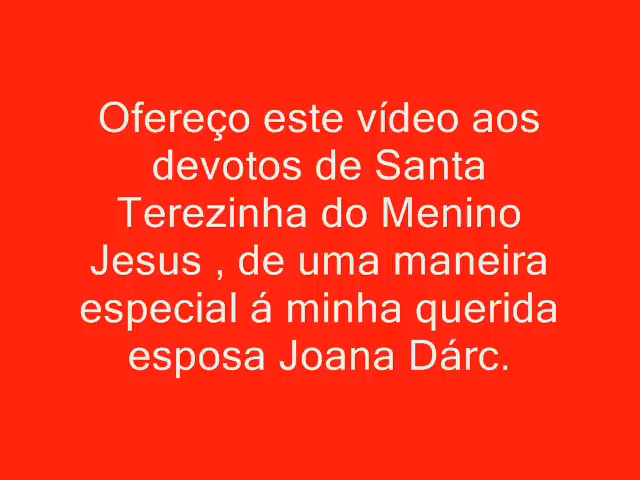 Ofereço este vídeo aos
devotos de Santa
Terezinha do Menino
Jesus , de uma maneira
especial á minha querida
esposa Joana Dárc.